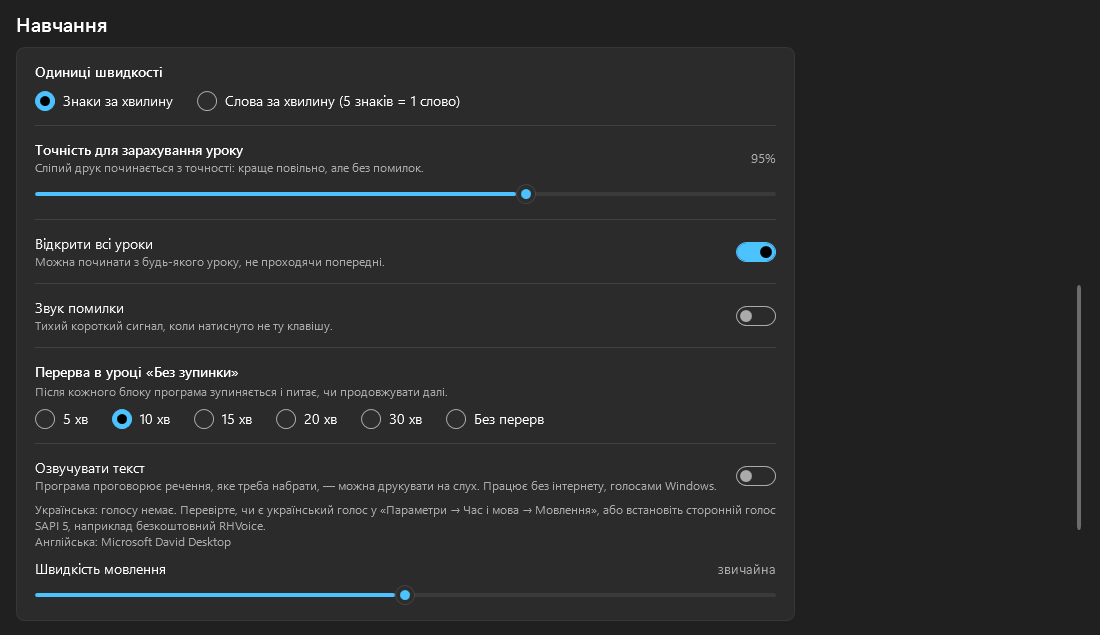 Навчання
Одиниці швидкості
Знаки за хвилину
Слова за хвилину (5 знаків = 1 слово)
Точність для зарахування уроку
95%
Сліпий друк починається з точності: краще повільно, але без помилок.
Відкрити всі уроки
Можна починати з будь-якого уроку, не проходячи попередні.
Звук помилки
Тихий короткий сигнал, коли натиснуто не ту клавішу.
Перерва в уроці «Без зупинки»
Після кожного блоку програма зупиняється і питає, чи продовжувати далі.
5 хв
10 хв
15 хв
20 хв
30 хв
Без перерв
Озвучувати текст
Програма проговорює речення, яке треба набрати, — можна друкувати на слух. Працює без інтернету, голосами Windows.
Українська: голосу немає. Перевірте, чи є український голос у «Параметри → Час і мова → Мовлення», або встановіть сторонній голос
SAPI 5, наприклад безкоштовний RHVoice.
Англійська: Microsoft David Desktop
Швидкість мовлення
звичайна